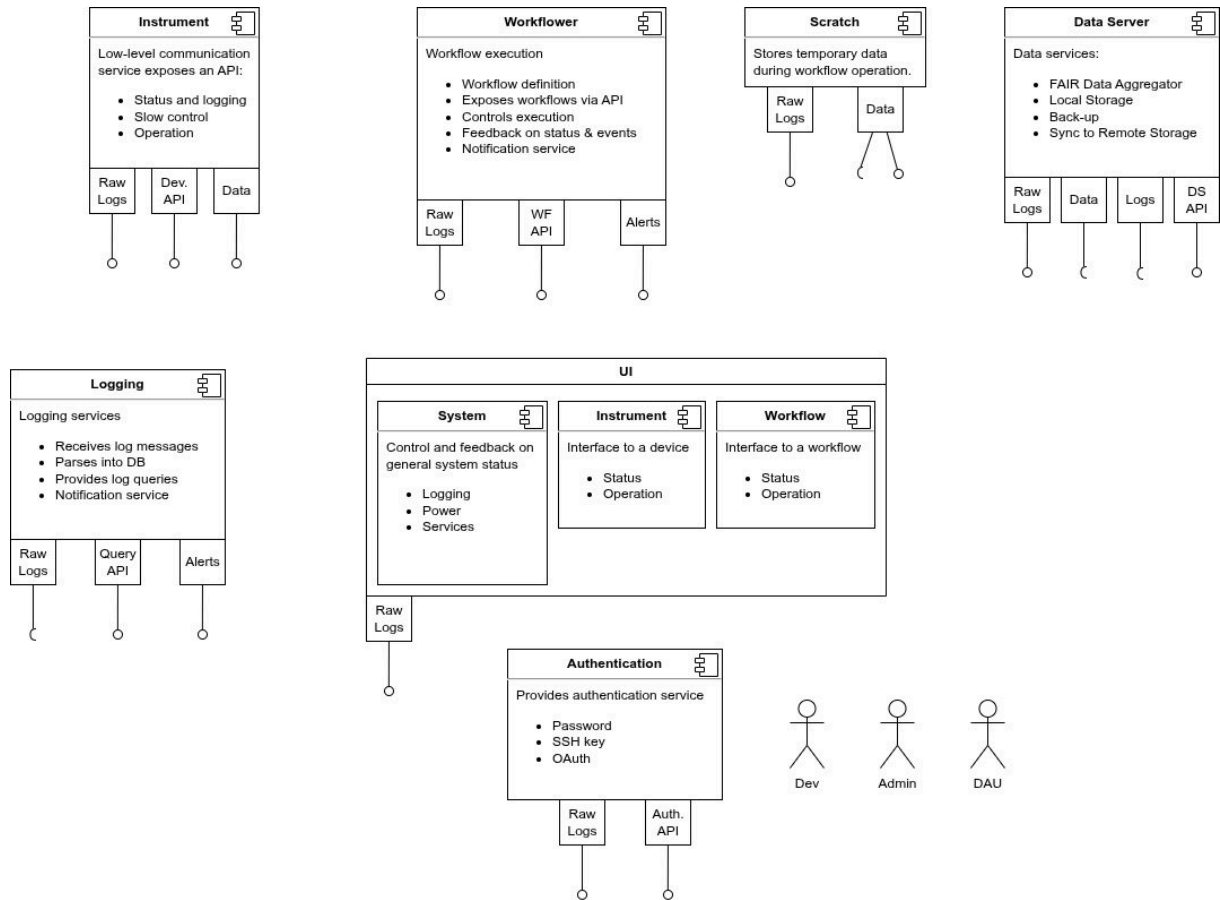 Instrument
Low-level communication
service exposes an API:
Status and logging
Slow control
Operation
Raw
Logs
Dev.
API
Data
Workflower
Workflow execution
Workflow definition
Exposes workflows via API
Controls execution
Feedback on status & events
Notification service
Raw
Logs
WF
API
Alerts
Scratch
Stores temporary data
during workflow operation.
Raw
Logs
Data
Data Server
Data services:
FAIR Data Aggregator
Local Storage
Back-up
Sync to Remote Storage
Raw
Logs
Data
Logs
DS
API
Logging
Logging services
Receives log messages
Parses into DB
Provides log queries
Notification service
Raw
Logs
Query
API
Alerts
UI
System
Control and feedback on
general system status
Logging
Power
Services
Instrument
Interface to a device
Status
Operation
Workflow
Interface to a workflow
Status
Operation
Raw
Logs
Authentication
Provides authentication service
Password
SSH key
OAuth
Raw
Logs
Auth.
API
Dev
Admin
DAU